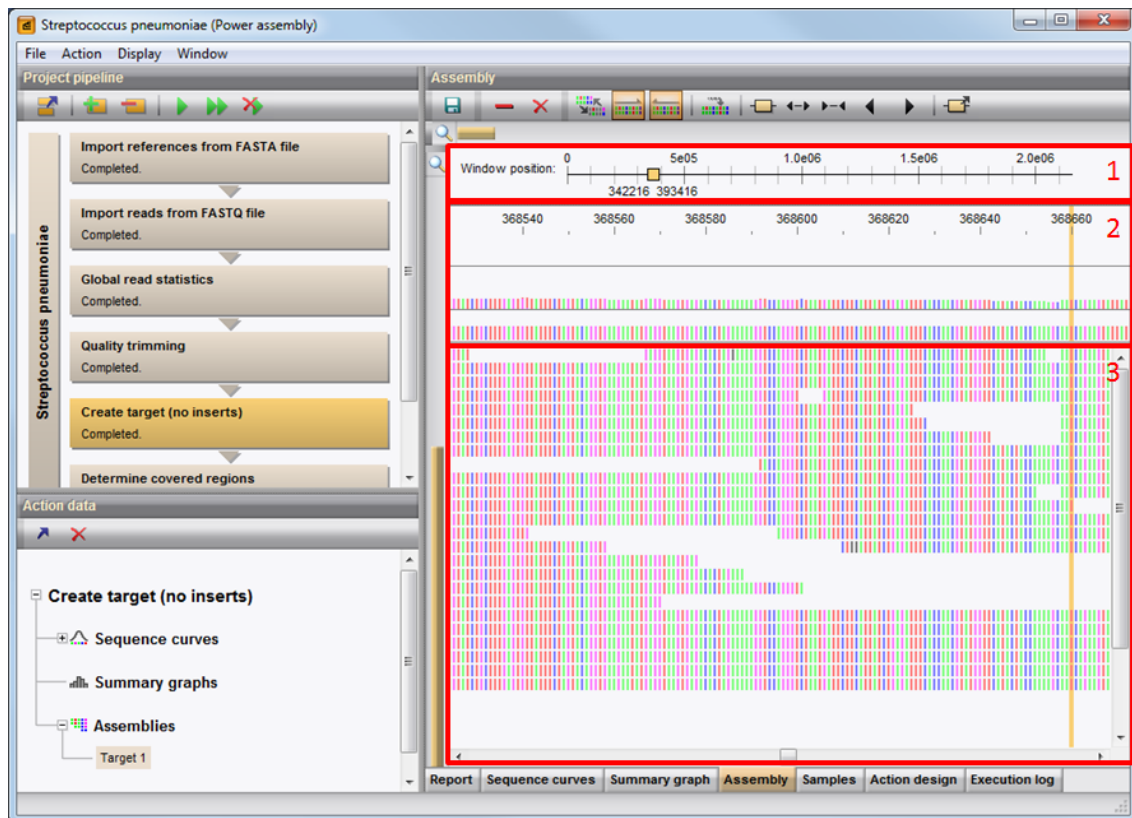 Streptococcus pneumoniae (Power assembly)
File Action Display Window
Project pipeline
Streptococcus pneumoniae
Import references from FASTA file
Completed.
Import reads from FASTQ file
Completed.
Global read statistics
Completed.
Quality trimming
Completed.
Create target (no inserts)
Completed.
Determine covered regions
Action data
Create target (no inserts)
Sequence curves
Summary graphs
Assemblies
Target 1
Assembly
Window position: 0 5e05 1.0e06 1.5e06 2.0e06 1
342216 393416
368540 368560 368580 368600 368620 368640 368660 2
3
Report Sequence curves Summary graph Assembly Samples Action design Execution log